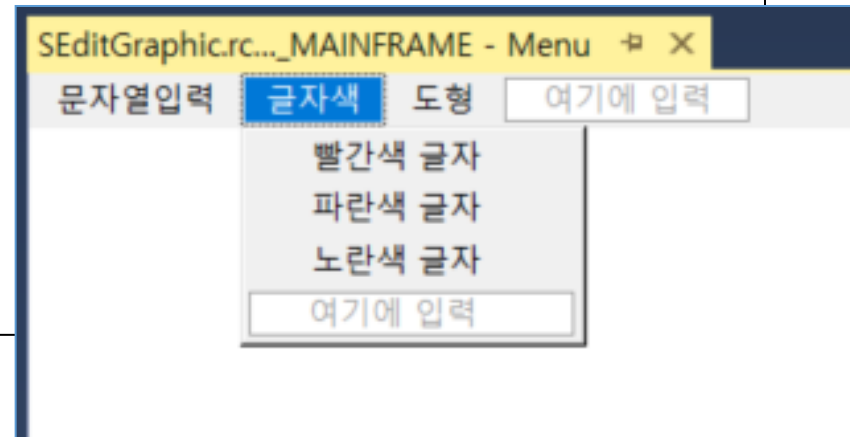 SEditGraphic.rc..._MAINFRAME - Menu
문자열입력 글자색 도형 여기에 입력
빨간색 글자
파란색 글자
노란색 글자
여기에 입력